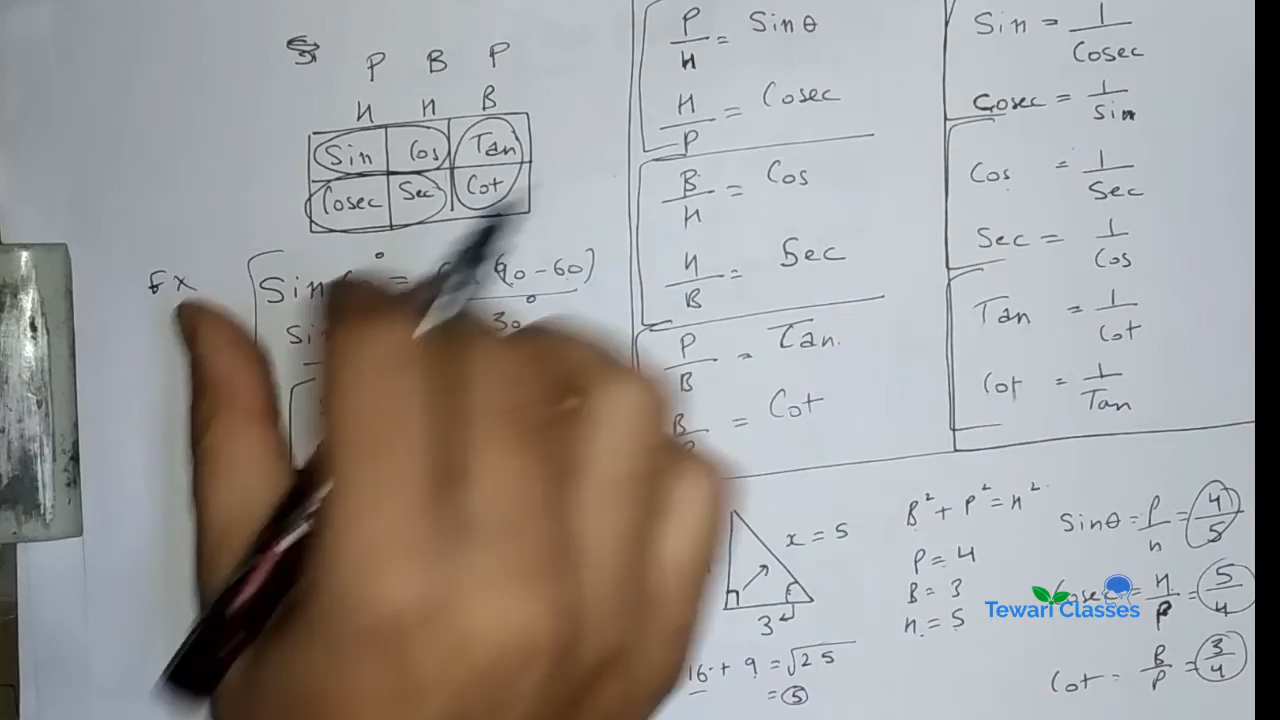 P B P
H H B
Sin Cos Tan
Cosec Sec Cot
Ex
Sin = (90-60)
30°
P/H = Sinθ
H/P = Cosec
B/H = Cos
H/B = Sec
P/B = Tan.
B = Cot
Sin = 1/Cosec
Cosec = 1/Sin
Cos = 1/Sec
Sec = 1/Cos
Tan = 1/Cot
Cot = 1/Tan
x = 5
3
16 + 9 = √25
= 5
B² + P² = H²
P = 4
B = 3
H = 5
Sinθ = P/H = 4/5
Cosec = H/P = 5/4
Cot = B/P = 3/4
Tewari Classes